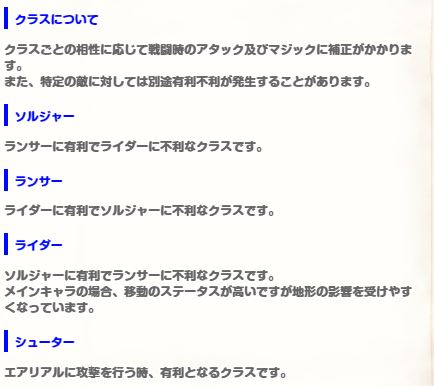 クラスについて
クラスごとの相性に応じて戦闘時のアタック及びマジックに補正がかかりま
す。
また、特定の敵に対しては別途有利不利が発生することがあります。
ソルジャー
ランサーに有利でライダーに不利なクラスです。
ランサー
ライダーに有利でソルジャーに不利なクラスです。
ライダー
ソルジャーに有利でランサーに不利なクラスです。
メインキャラの場合、移動のステータスが高いですが地形の影響を受けやす
くなっています。
シューター
エアリアルに攻撃を行う時、有利となるクラスです。